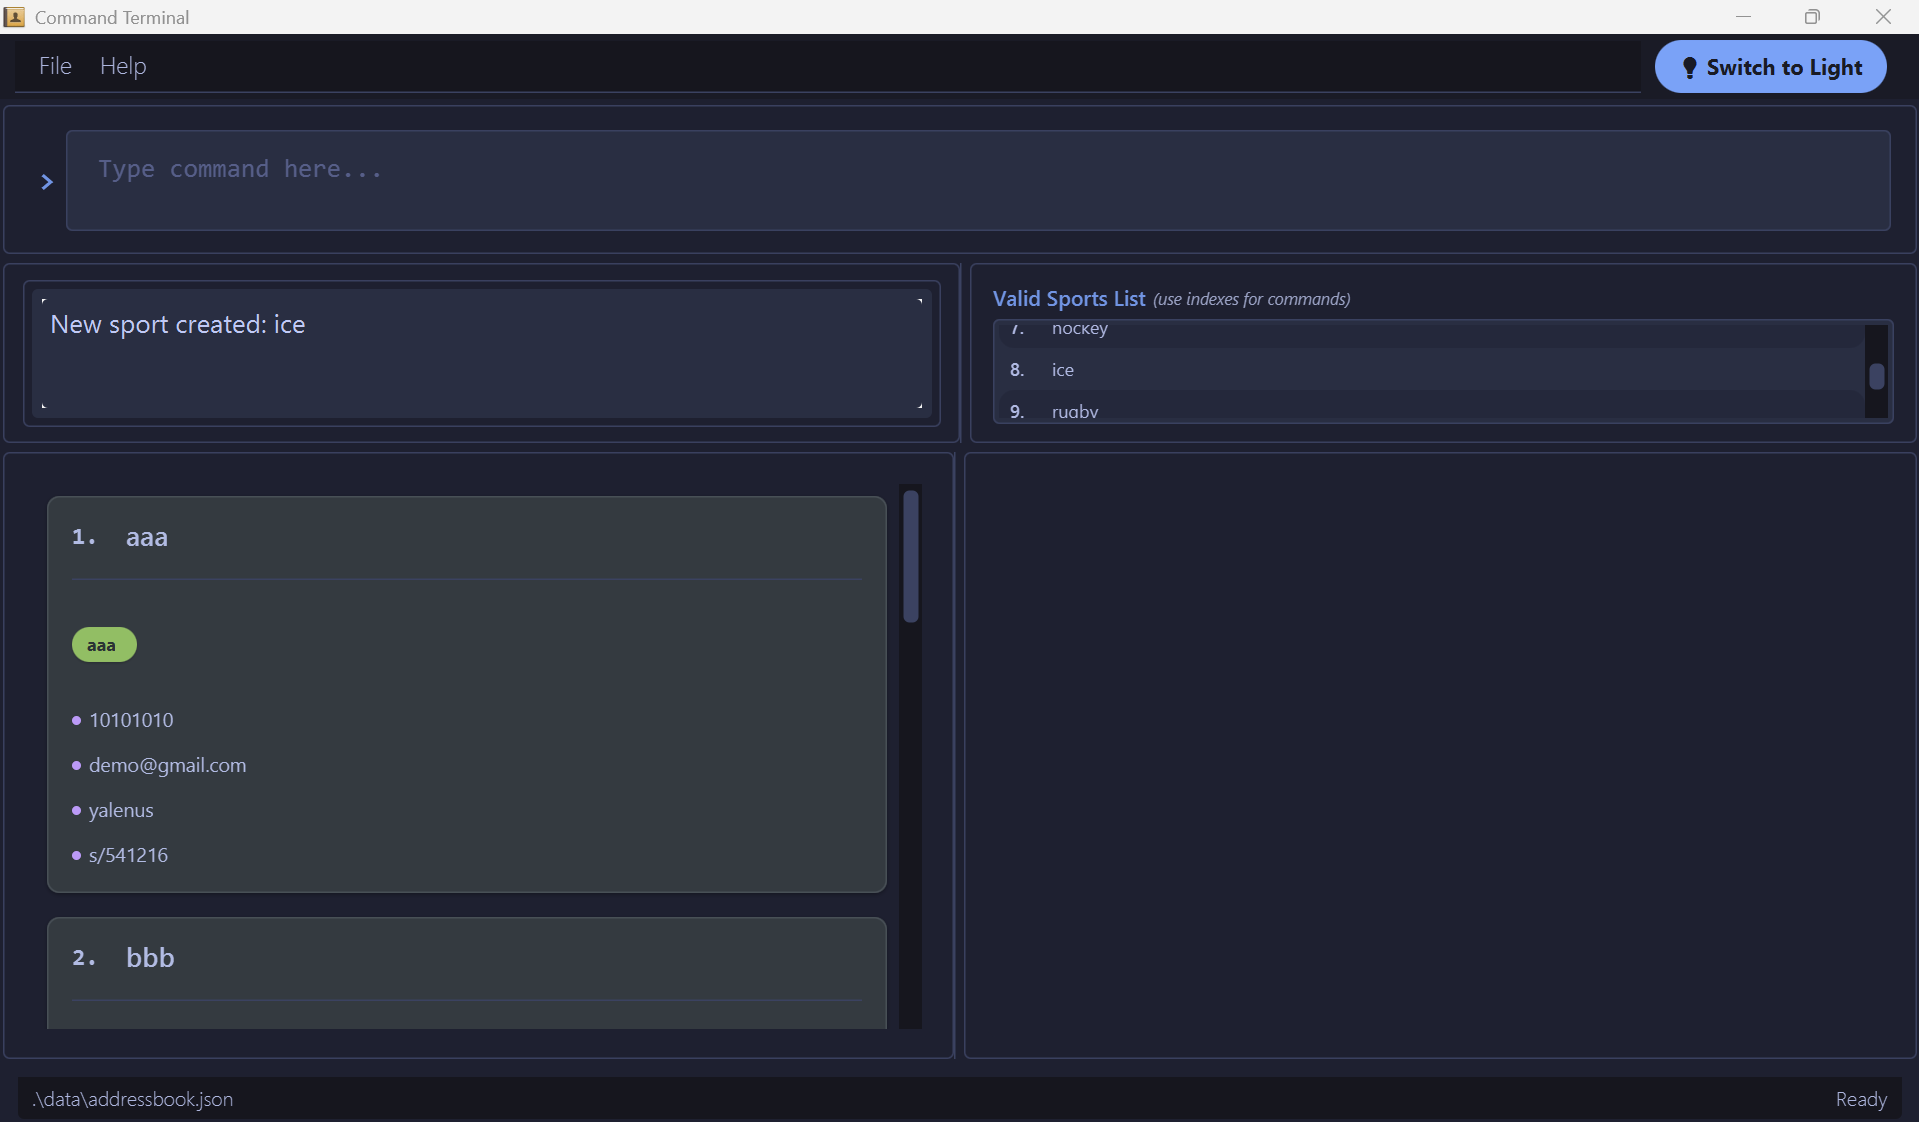 Command Terminal
File Help
Switch to Light
> Type command here...
New sport created: ice
Valid Sports List (use indexes for commands)
7. hockey
8. ice
9. rugby
1. aaa
aaa
10101010
demo@gmail.com
yalenus
s/541216
2. bbb
.\data\addressbook.json
Ready